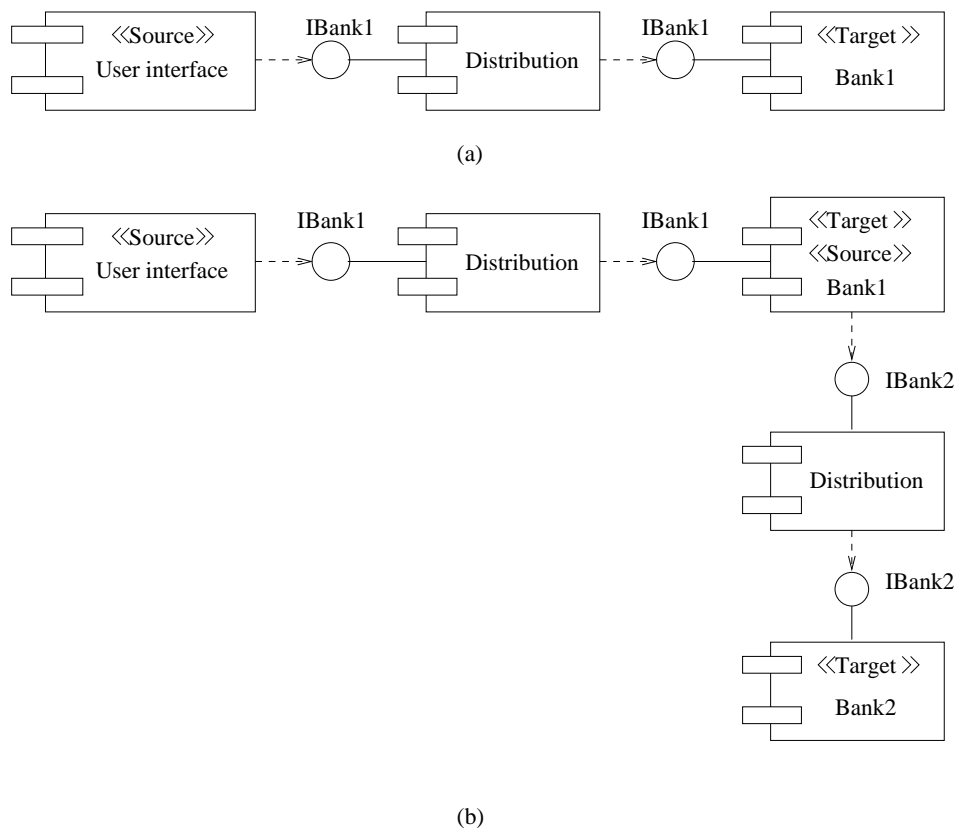 IBank1
IBank1
≪Source≫
User interface
Distribution
≪Target ≫
Bank1
(a)
IBank1
IBank1
≪Source≫
User interface
Distribution
≪Target ≫
≪Source≫
Bank1
IBank2
Distribution
IBank2
≪Target ≫
Bank2
(b)